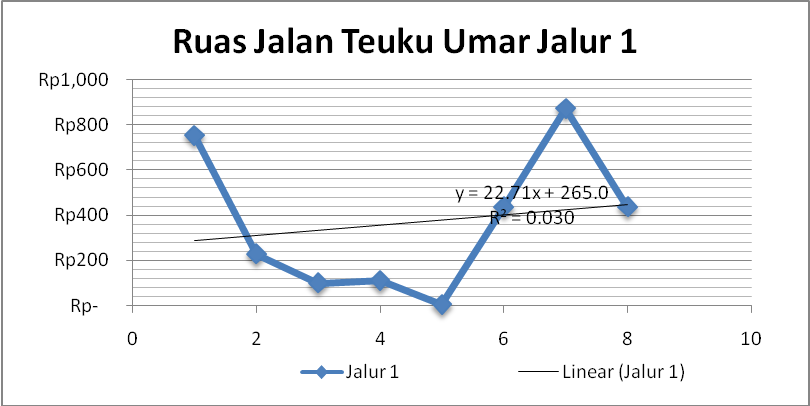 Ruas Jalan Teuku Umar Jalur 1
Rp1,000
Rp800
Rp600
Rp400
Rp200
Rp-
y = 22.71x + 265.0
R² = 0.030
0 2 4 6 8 10
Jalur 1 Linear (Jalur 1)